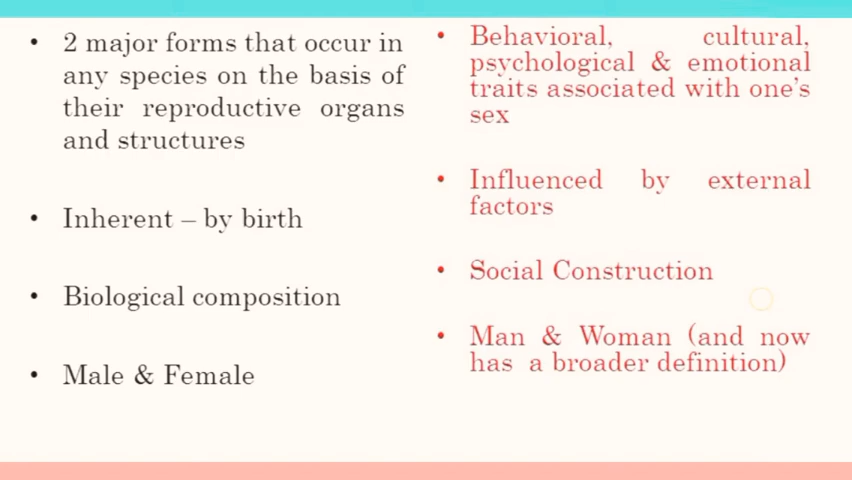 • 2 major forms that occur in
any species on the basis of
their reproductive organs
and structures
• Inherent – by birth
• Biological composition
• Male & Female
• Behavioral, cultural,
psychological & emotional
traits associated with one's
sex
• Influenced by external
factors
• Social Construction
• Man & Woman (and now
has a broader definition)